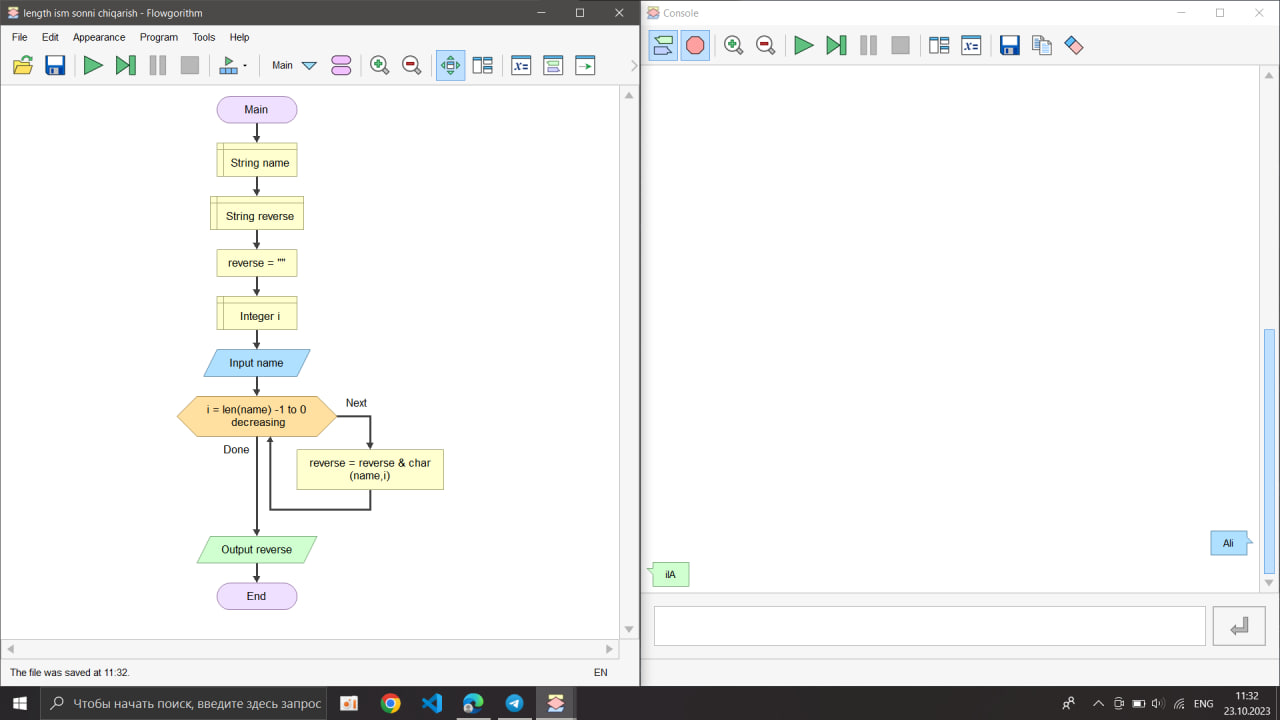 length ism sonni chiqarish - Flowgorithm
File Edit Appearance Program Tools Help
Main
Main
String name
String reverse
reverse = ""
Integer i
Input name
i = len(name) -1 to 0
decreasing
Next
Done
reverse = reverse & char
(name,i)
Output reverse
End
The file was saved at 11:32.
EN
Console
Ali
ilA
Чтобы начать поиск, введите здесь запрос
ENG
11:32
23.10.2023